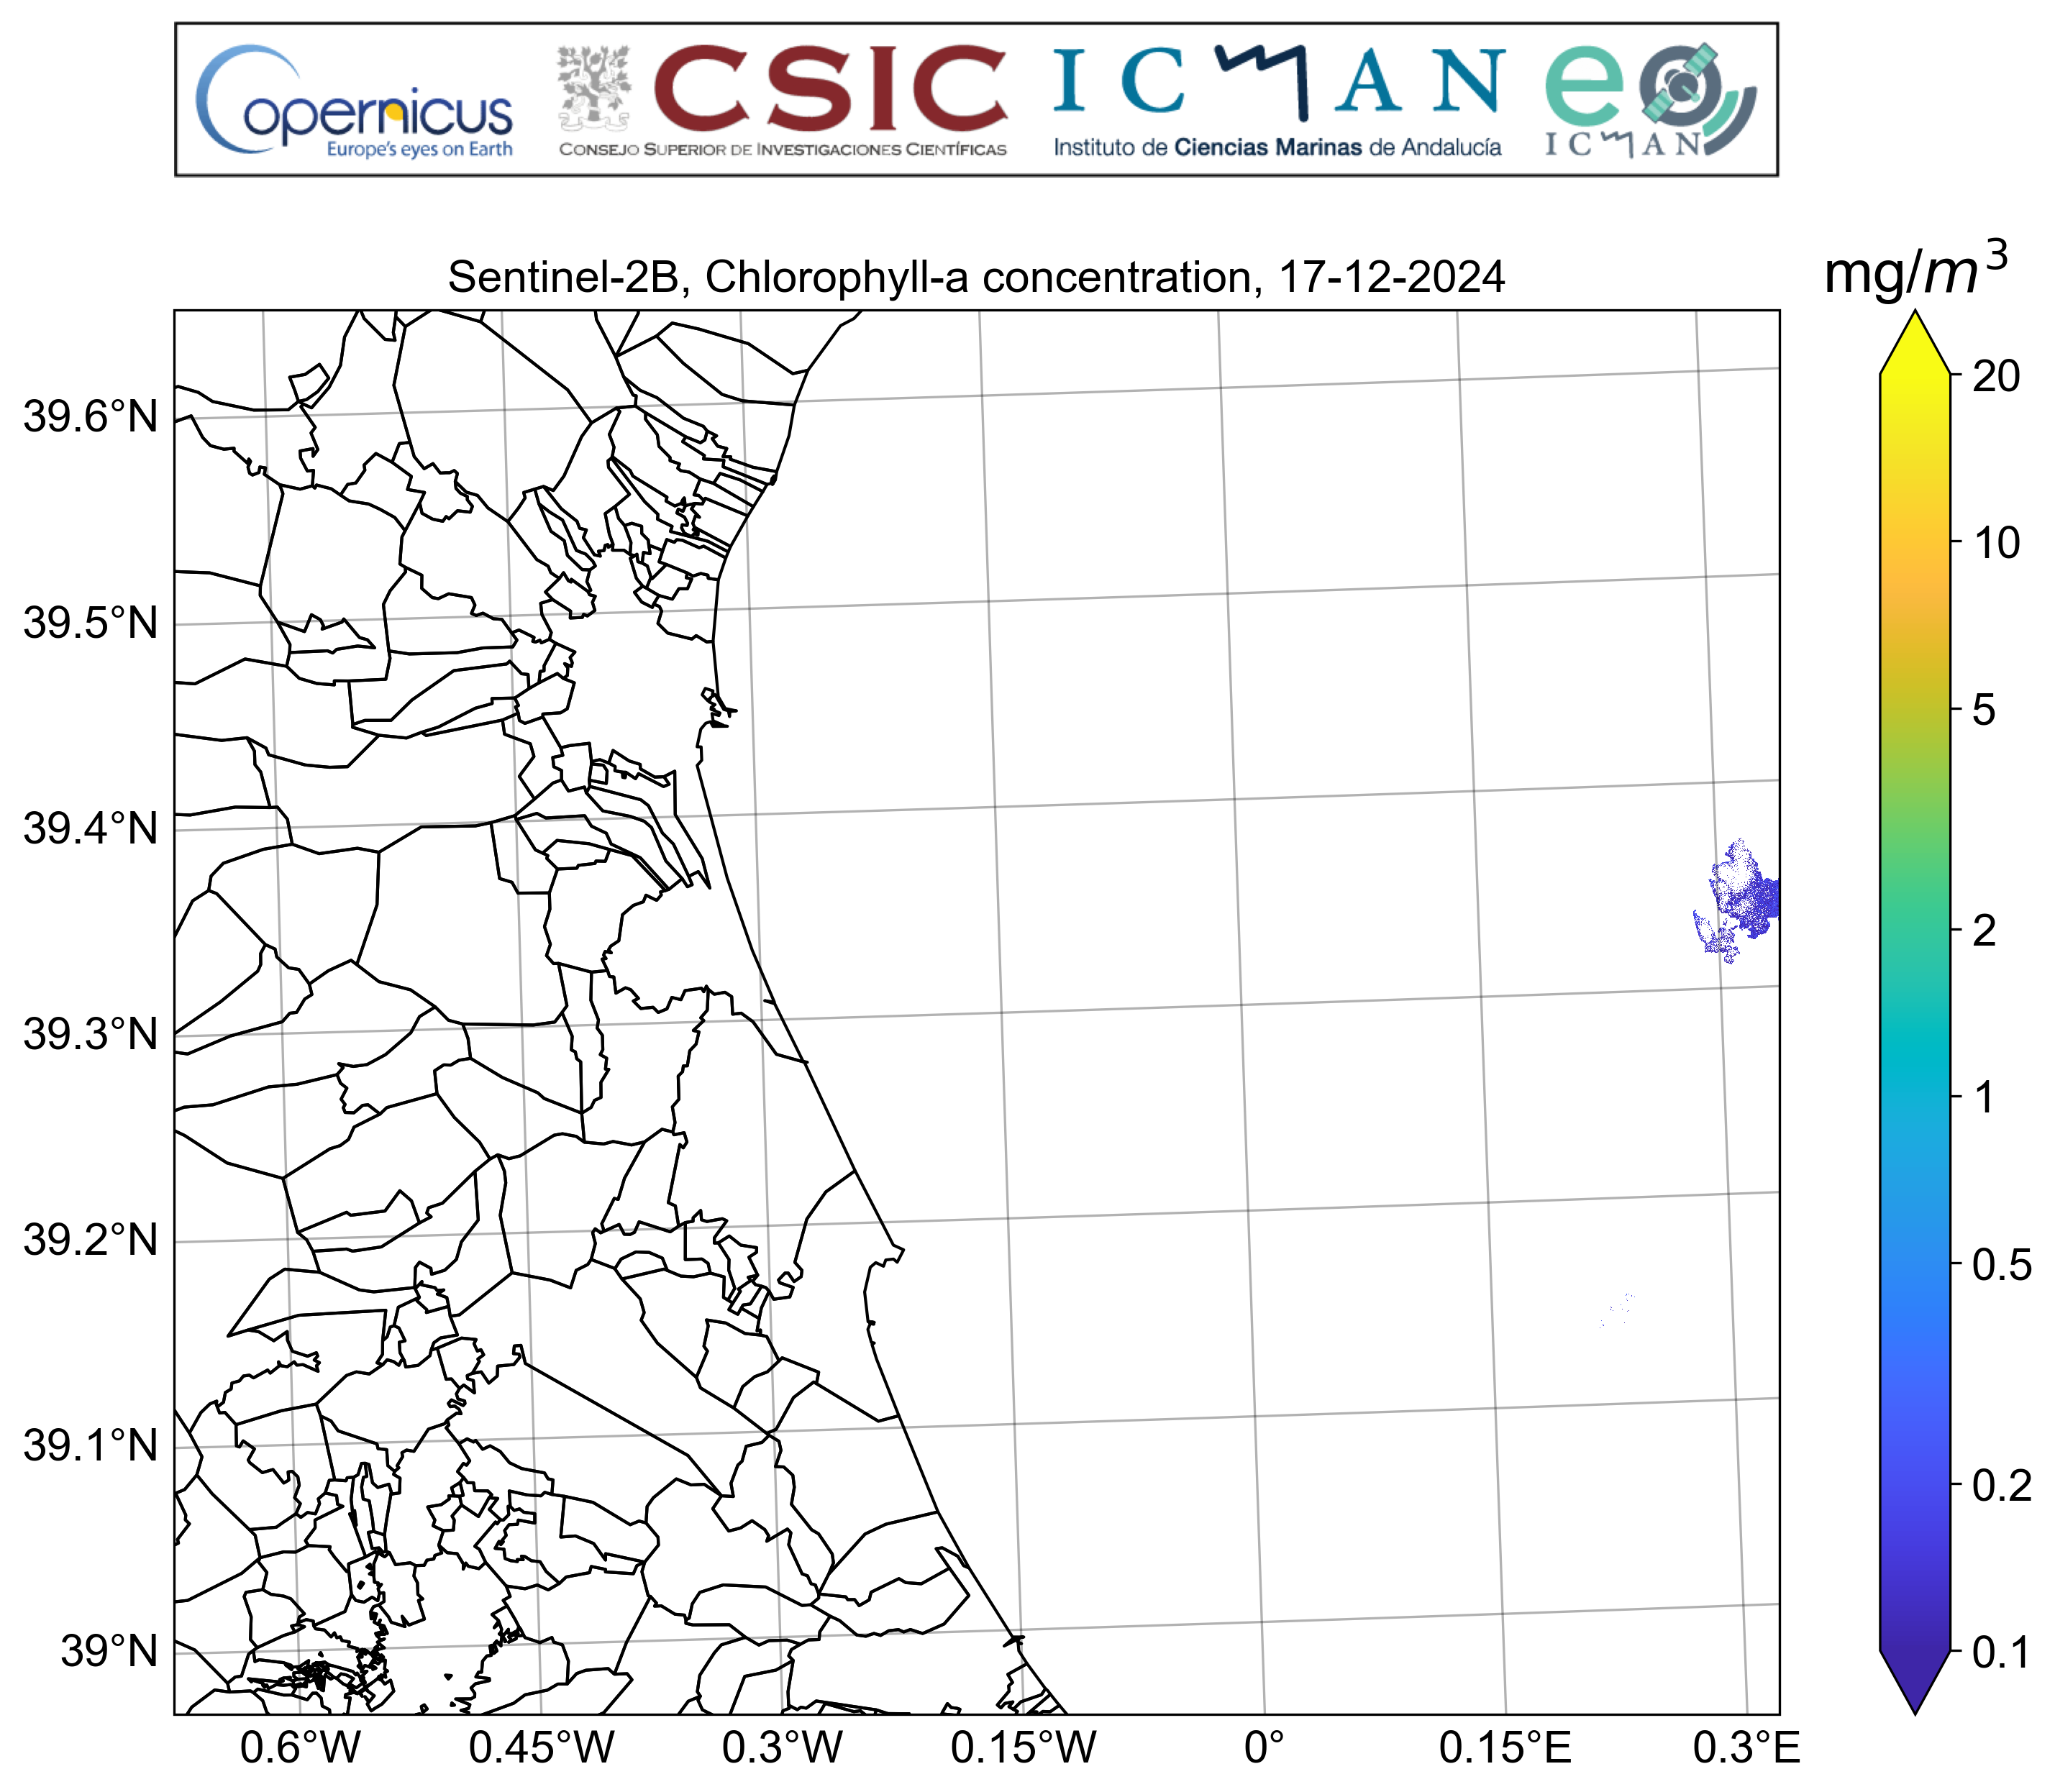 Copernicus
Europe's eyes on Earth
CSIC
CONSEJO SUPERIOR DE INVESTIGACIONES CIENTÍFICAS
ICMAN
Instituto de Ciencias Marinas de Andalucía
eo
ICMAN
Sentinel-2B, Chlorophyll-a concentration, 17-12-2024
mg/m³
39.6°N
39.5°N
39.4°N
39.3°N
39.2°N
39.1°N
39°N
0.6°W
0.45°W
0.3°W
0.15°W
0°
0.15°E
0.3°E
20
10
5
2
1
0.5
0.2
0.1